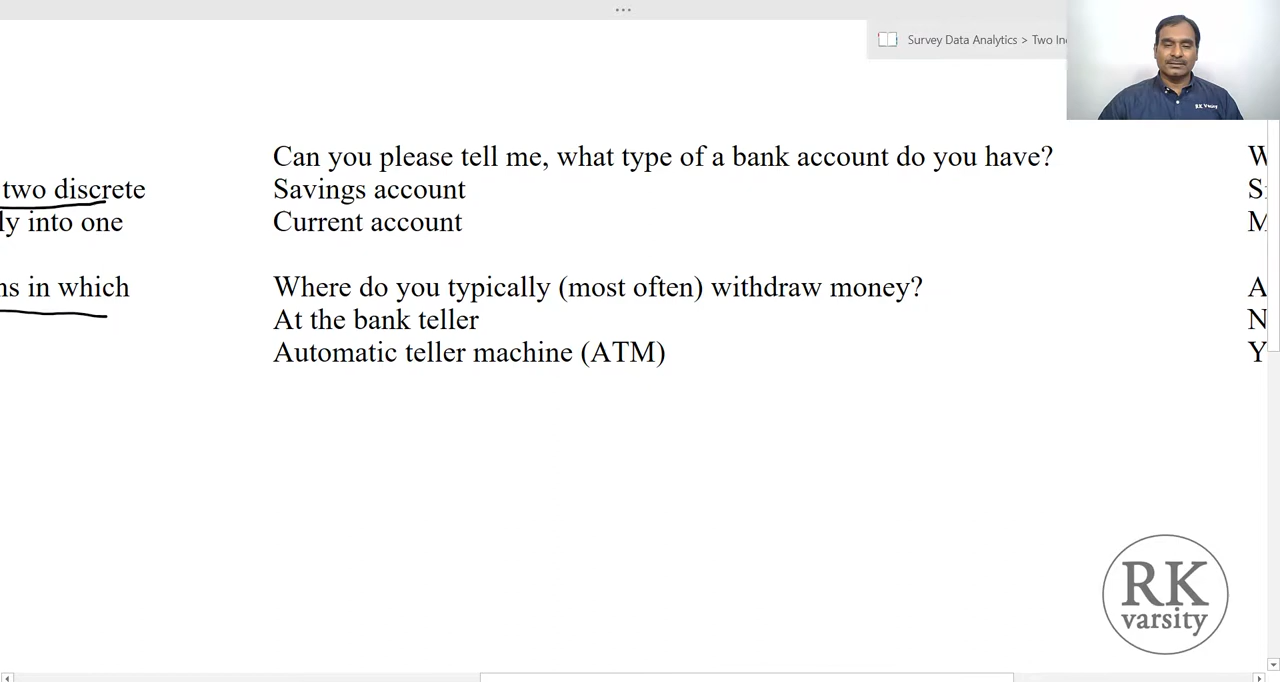 Survey Data Analytics > Two
RK Varsity
Can you please tell me, what type of a bank account do you have?
two discrete
Savings account
ly into one
Current account
ns in which
Where do you typically (most often) withdraw money?
At the bank teller
Automatic teller machine (ATM)
RK
varsity